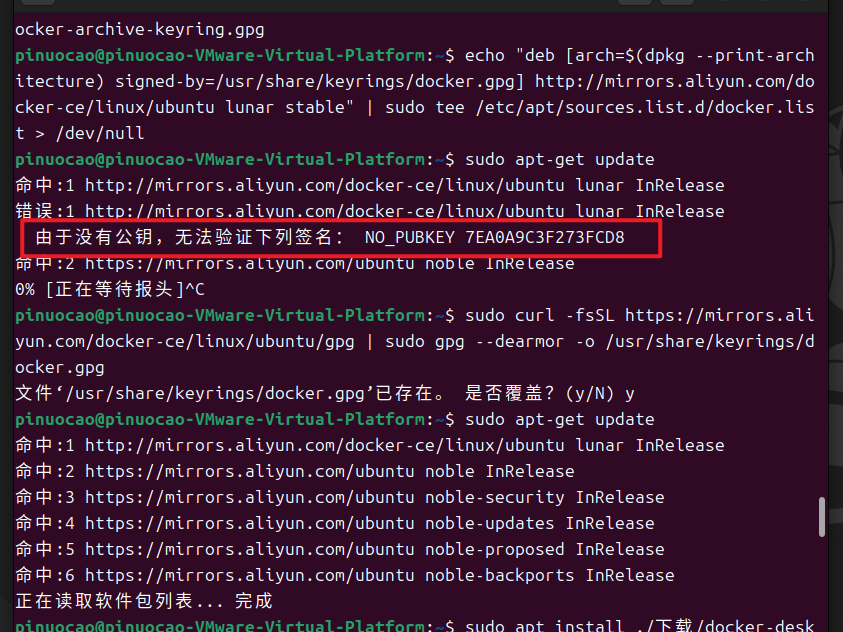 ocker-archive-keyring.gpg
pinuocao@pinuocao-VMware-Virtual-Platform:~$ echo "deb [arch=$(dpkg --print-arch
itecture) signed-by=/usr/share/keyrings/docker.gpg] http://mirrors.aliyun.com/do
cker-ce/linux/ubuntu lunar stable" | sudo tee /etc/apt/sources.list.d/docker.lis
t > /dev/null
pinuocao@pinuocao-VMware-Virtual-Platform:~$ sudo apt-get update
命中:1 http://mirrors.aliyun.com/docker-ce/linux/ubuntu lunar InRelease
错误:1 http://mirrors.aliyun.com/docker-ce/linux/ubuntu lunar InRelease
由于没有公钥，无法验证下列签名： NO_PUBKEY 7EA0A9C3F273FCD8
命中:2 https://mirrors.aliyun.com/ubuntu noble InRelease
0% [正在等待报头]^C
pinuocao@pinuocao-VMware-Virtual-Platform:~$ sudo curl -fsSL https://mirrors.ali
yun.com/docker-ce/linux/ubuntu/gpg | sudo gpg --dearmor -o /usr/share/keyrings/d
ocker.gpg
文件‘/usr/share/keyrings/docker.gpg’已存在。 是否覆盖？(y/N) y
pinuocao@pinuocao-VMware-Virtual-Platform:~$ sudo apt-get update
命中:1 http://mirrors.aliyun.com/docker-ce/linux/ubuntu lunar InRelease
命中:2 https://mirrors.aliyun.com/ubuntu noble InRelease
命中:3 https://mirrors.aliyun.com/ubuntu noble-security InRelease
命中:4 https://mirrors.aliyun.com/ubuntu noble-updates InRelease
命中:5 https://mirrors.aliyun.com/ubuntu noble-proposed InRelease
命中:6 https://mirrors.aliyun.com/ubuntu noble-backports InRelease
正在读取软件包列表... 完成
pinuocao@pinuocao-VMware-Virtual-Platform:~$ sudo apt install ./下载/docker-desk